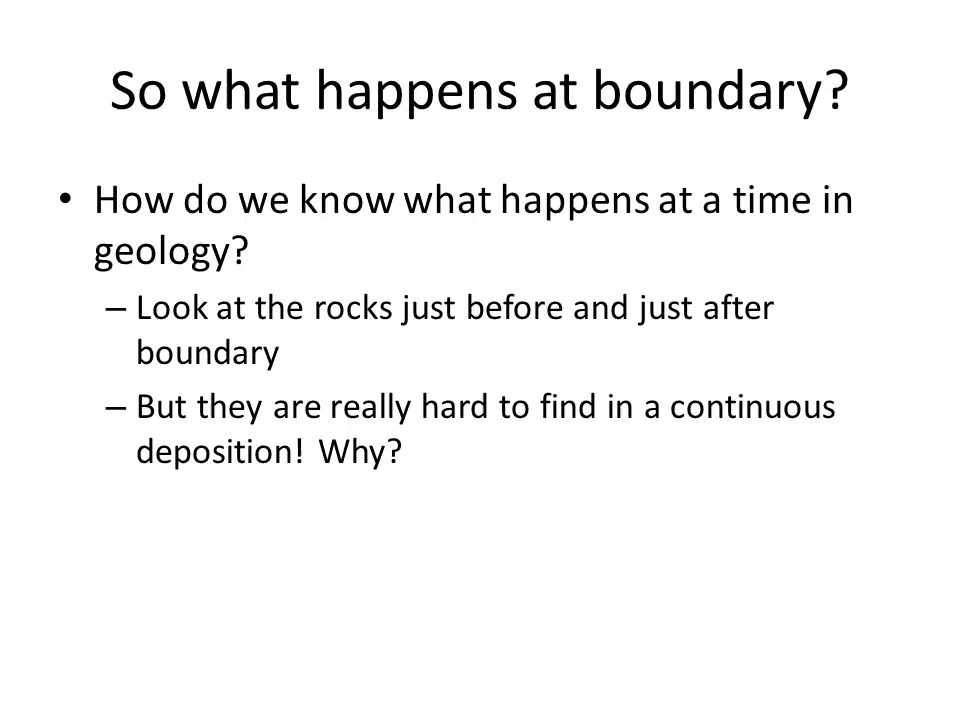 So what happens at boundary?
• How do we know what happens at a time in
geology?
– Look at the rocks just before and just after
boundary
– But they are really hard to find in a continuous
deposition! Why?